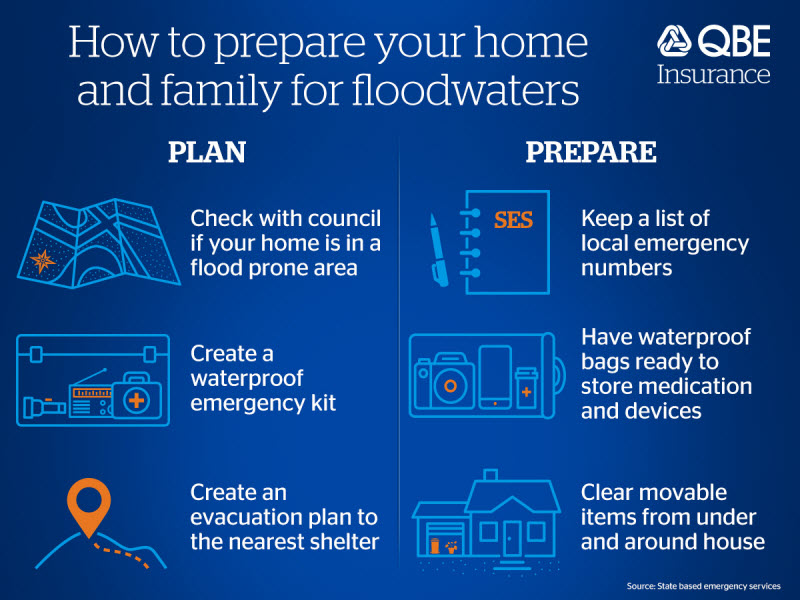 How to prepare your home
and family for floodwaters
QBE
Insurance
PLAN
Check with council
if your home is in a
flood prone area
Create a
waterproof
emergency kit
Create an
evacuation plan to
the nearest shelter
PREPARE
SES
Keep a list of
local emergency
numbers
Have waterproof
bags ready to
store medication
and devices
Clear movable
items from under
and around house
Source: State based emergency services